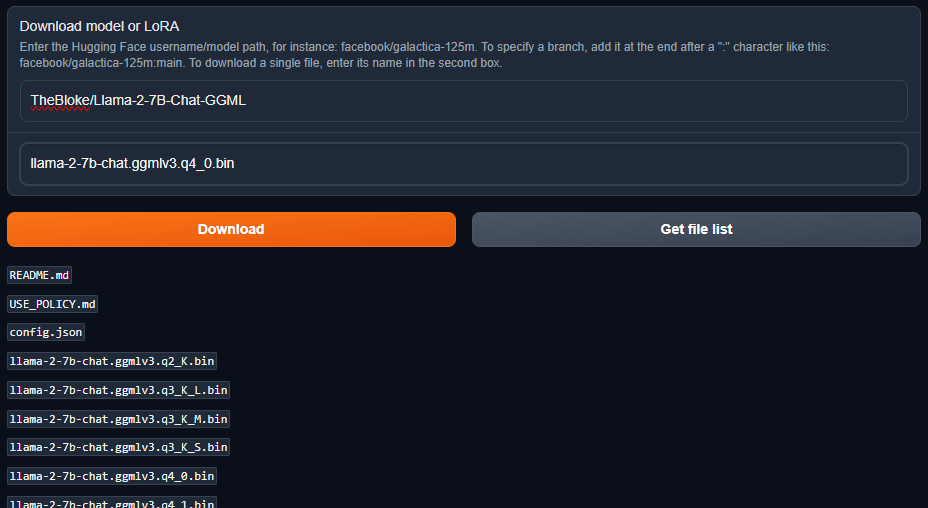 Download model or LoRA
Enter the Hugging Face username/model path, for instance: facebook/galactica-125m. To specify a branch, add it at the end after a ":" character like this:
facebook/galactica-125m:main. To download a single file, enter its name in the second box.
TheBloke/Llama-2-7B-Chat-GGML
llama-2-7b-chat.ggmlv3.q4_0.bin
Download
Get file list
README.md
USE_POLICY.md
config.json
llama-2-7b-chat.ggmlv3.q2_K.bin
llama-2-7b-chat.ggmlv3.q3_K_L.bin
llama-2-7b-chat.ggmlv3.q3_K_M.bin
llama-2-7b-chat.ggmlv3.q3_K_S.bin
llama-2-7b-chat.ggmlv3.q4_0.bin
llama-2-7b-chat.ggmlv3.q4_1.bin